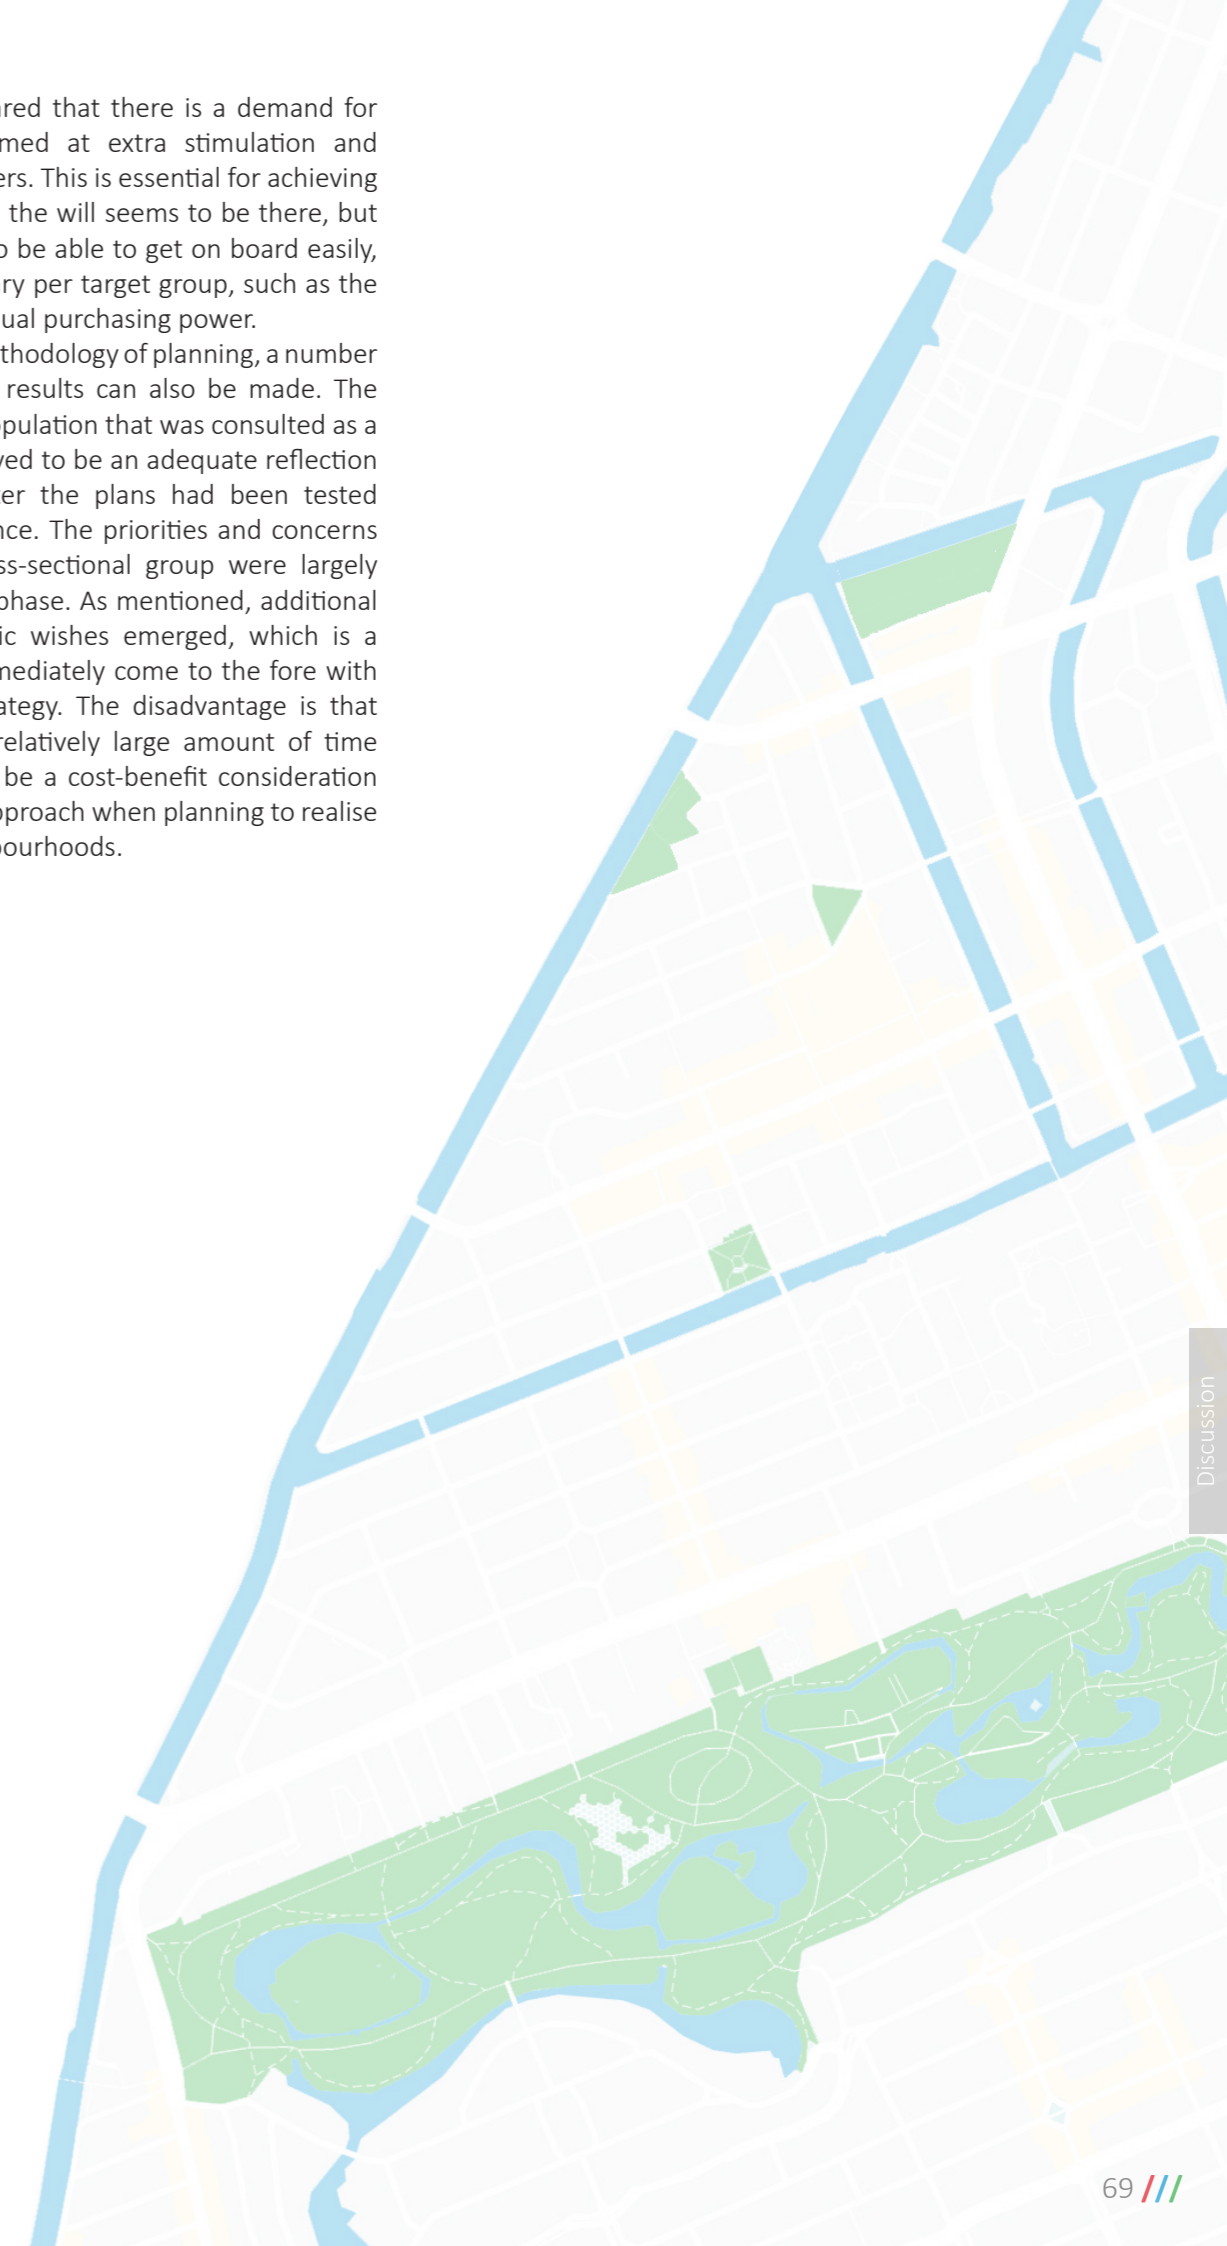 red that there is a demand for
med at extra stimulation and
ers. This is essential for achieving
the will seems to be there, but
o be able to get on board easily,
ry per target group, such as the
ual purchasing power.
thodology of planning, a number
results can also be made. The
opulation that was consulted as a
ved to be an adequate reflection
ter the plans had been tested
nce. The priorities and concerns
ss-sectional group were largely
phase. As mentioned, additional
ic wishes emerged, which is a
mediately come to the fore with
ategy. The disadvantage is that
relatively large amount of time
be a cost-benefit consideration
pproach when planning to realise
bourhoods.
Discussion
69